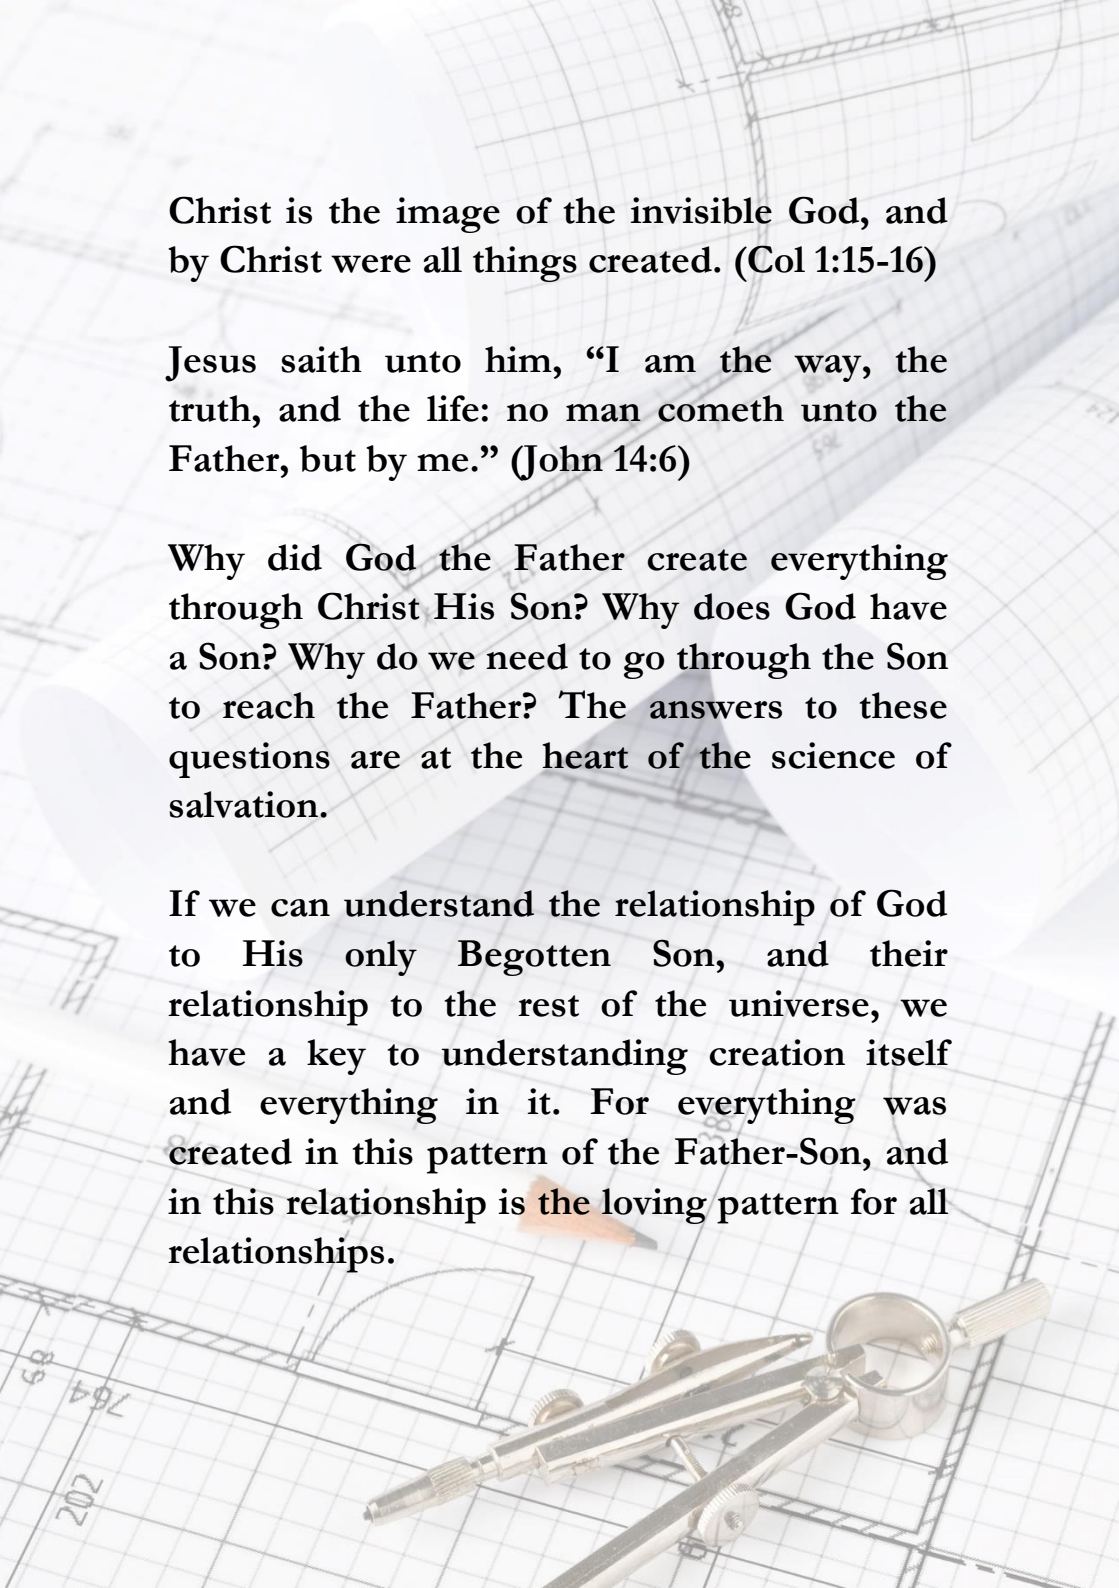 Christ is the image of the invisible God, and
by Christ were all things created. (Col 1:15-16)
Jesus saith unto him, “I am the way, the
truth, and the life: no man cometh unto the
Father, but by me.” (John 14:6)
Why did God the Father create everything
through Christ His Son? Why does God have
a Son? Why do we need to go through the Son
to reach the Father? The answers to these
questions are at the heart of the science of
salvation.
If we can understand the relationship of God
to His only Begotten Son, and their
relationship to the rest of the universe, we
have a key to understanding creation itself
and everything in it. For everything was
created in this pattern of the Father-Son, and
in this relationship is the loving pattern for all
relationships.
68
764
202